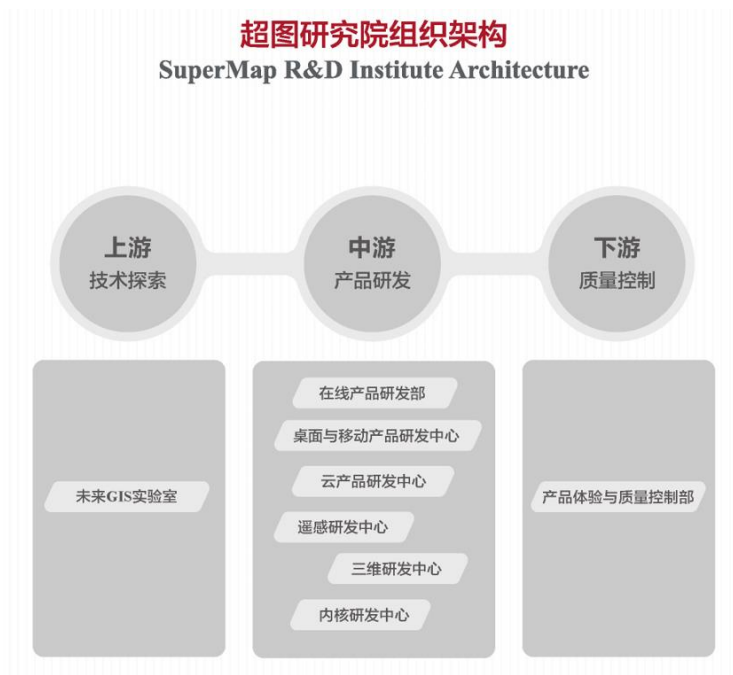 超图研究院组织架构
SuperMap R&D Institute Architecture
上游
技术探索
中游
产品研发
下游
质量控制
未来GIS实验室
在线产品研发部
桌面与移动产品研发中心
云产品研发中心
遥感研发中心
三维研发中心
内核研发中心
产品体验与质量控制部